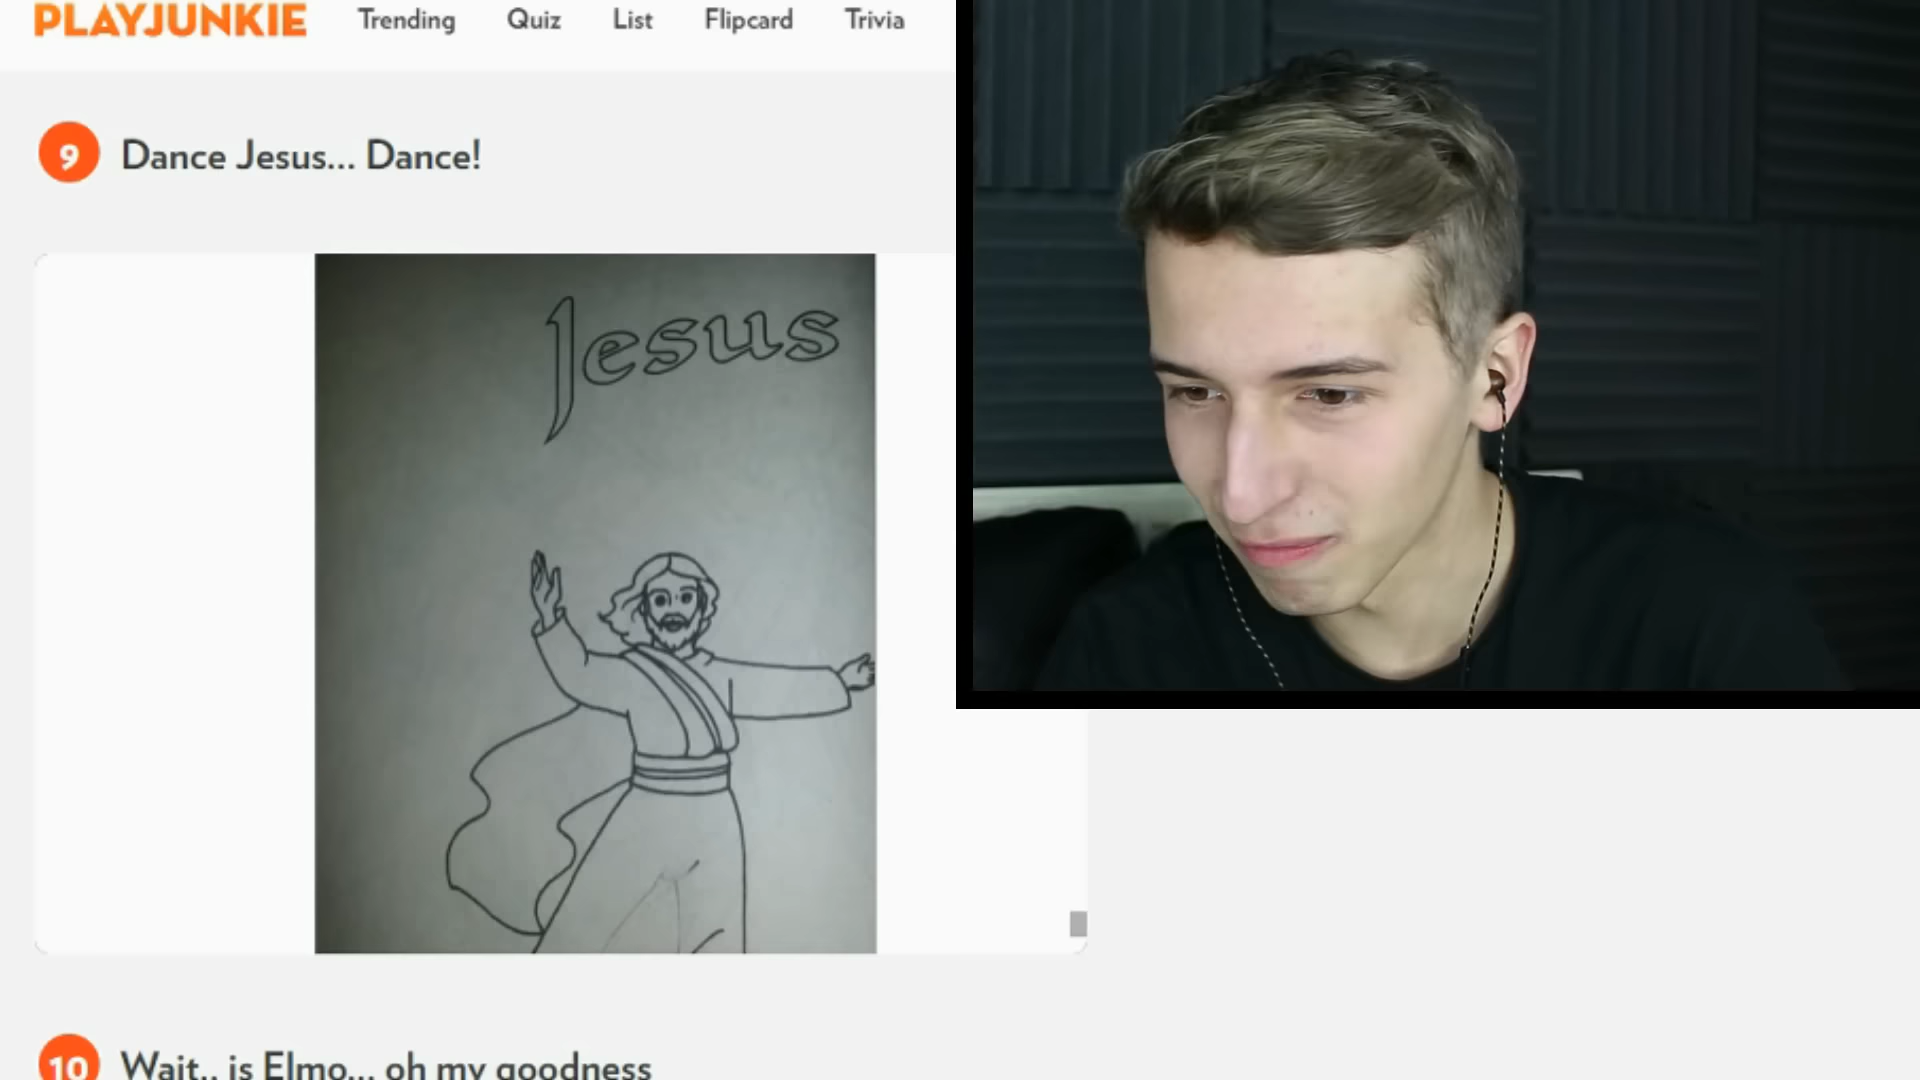 PLAYJUNKIE Trending Quiz List Flipcard Trivia
9 Dance Jesus... Dance!
Jesus
10 Wait.. is Elmo... oh my goodness